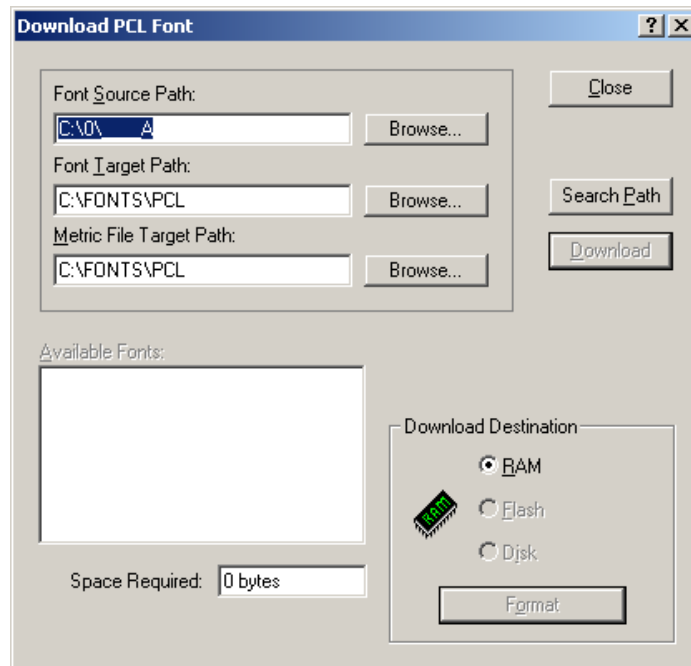 Download PCL Font
Font Source Path:
Close
C:\0\____A
Browse...
Font Target Path:
C:\FONTS\PCL
Browse...
Search Path
Metric File Target Path:
C:\FONTS\PCL
Browse...
Download
Available Fonts:
Download Destination
RAM
RAM
Flash
Disk
Space Required: 0 bytes
Format